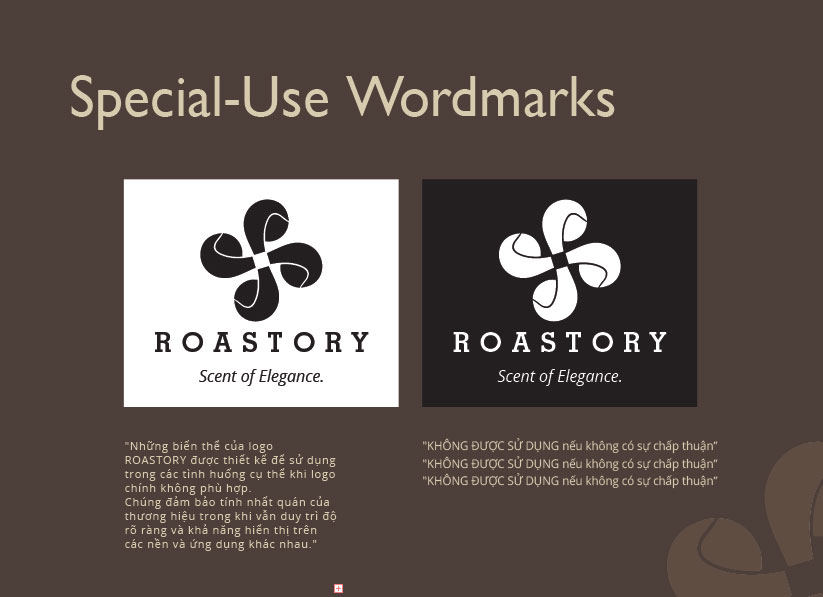 Special-Use Wordmarks
ROASTORY
Scent of Elegance.
ROASTORY
Scent of Elegance.
"Những biến thể của logo
ROASTORY được thiết kế để sử dụng
trong các tình huống cụ thể khi logo
chính không phù hợp.
Chúng đảm bảo tính nhất quán của
thương hiệu trong khi vẫn duy trì độ
rõ ràng và khả năng hiển thị trên
các nền và ứng dụng khác nhau."
"KHÔNG ĐƯỢC SỬ DỤNG nếu không có sự chấp thuận”
"KHÔNG ĐƯỢC SỬ DỤNG nếu không có sự chấp thuận”
"KHÔNG ĐƯỢC SỬ DỤNG nếu không có sự chấp thuận”